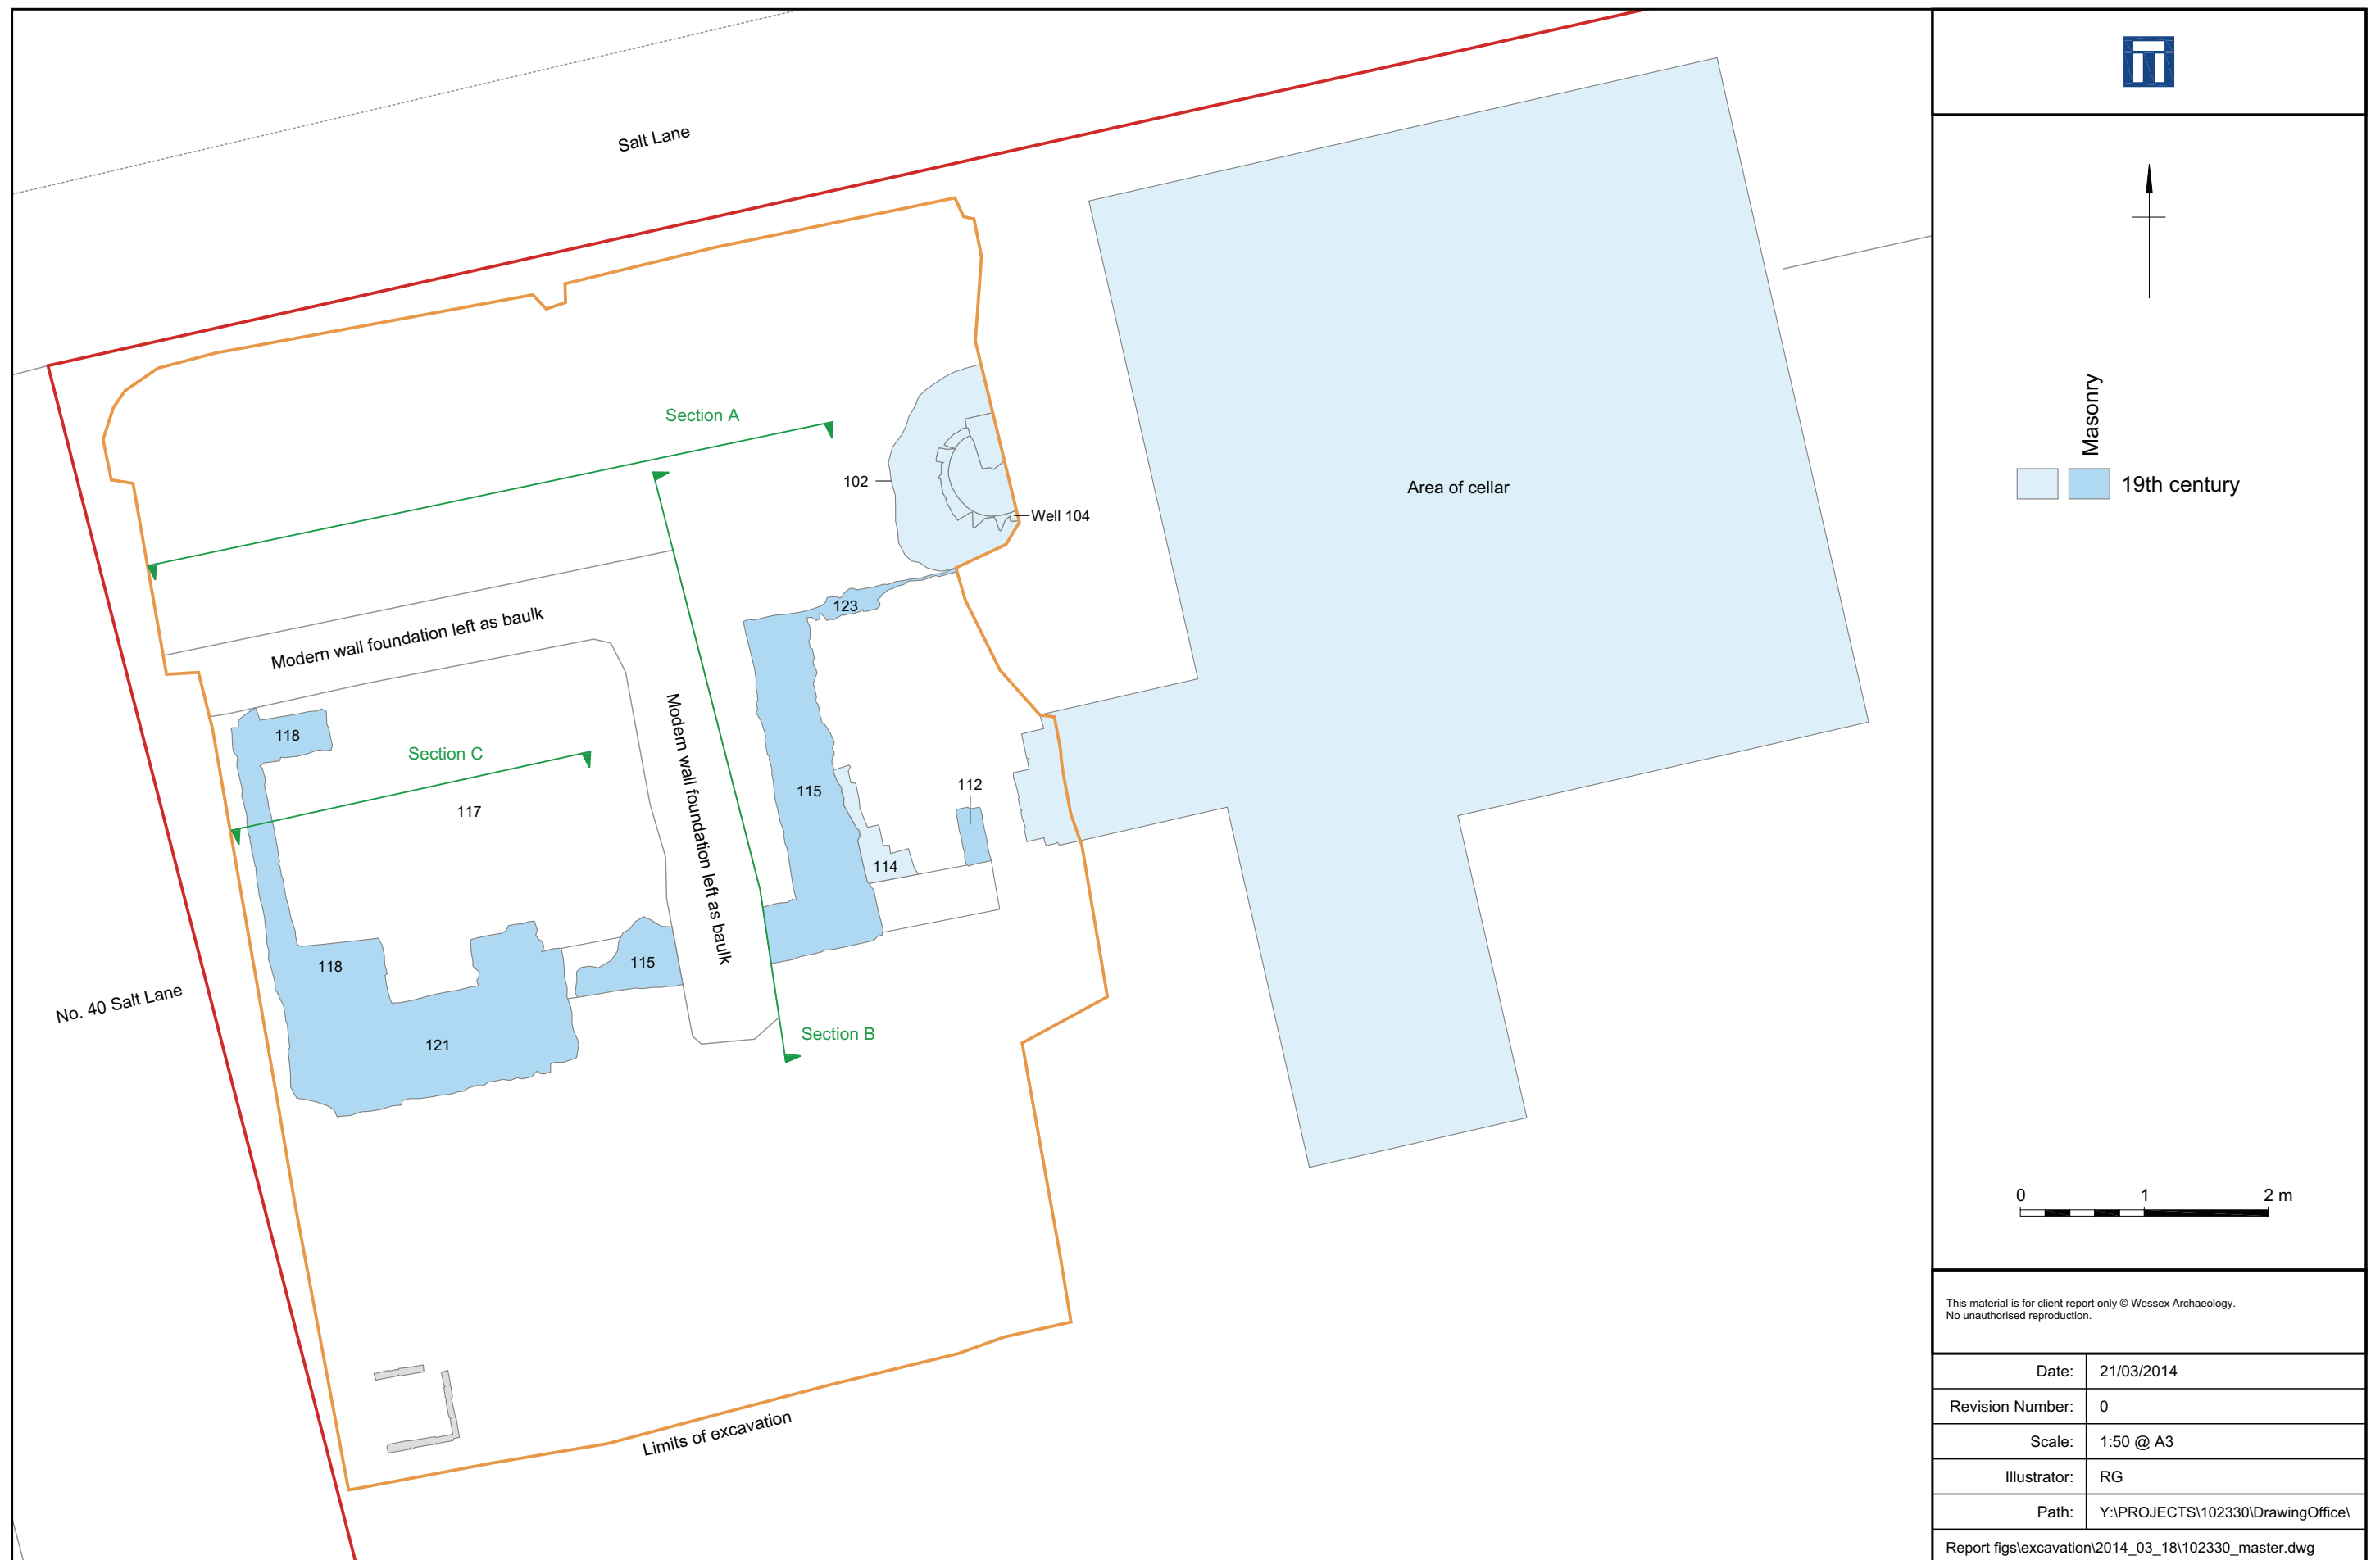 Salt Lane
Section A
102
Area of cellar
Well 104
Modern wall foundation left as baulk
123
118
Section C
117
Modern wall foundation left as baulk
115
112
114
118
115
No. 40 Salt Lane
121
Section B
Limits of excavation
Masonry
19th century
0 1 2 m
This material is for client report only © Wessex Archaeology.
No unauthorised reproduction.
Date: 21/03/2014
Revision Number: 0
Scale: 1:50 @ A3
Illustrator: RG
Path: Y:\PROJECTS\102330\DrawingOffice\
Report figs\excavation\2014_03_18\102330_master.dwg